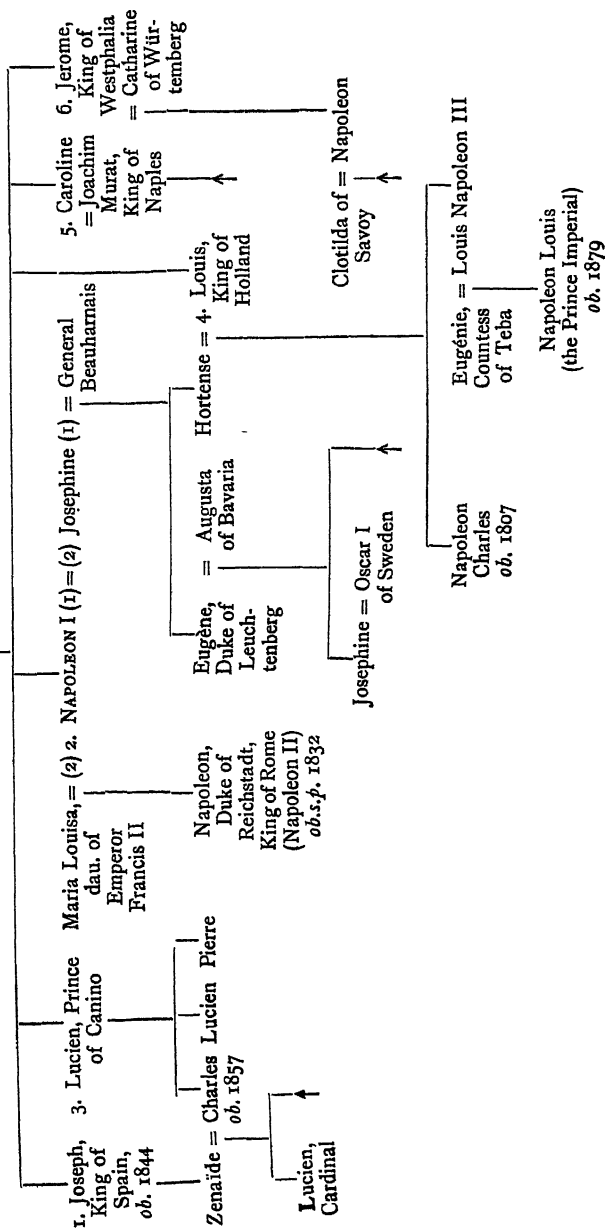 1. Joseph,
King of
Spain,
ob. 1844
3. Lucien, Prince
of Canino
Maria Louisa, = (2) 2. NAPOLEON I (1) = (2) Josephine (1) = General
dau. of
Emperor
Francis II
Beauharnais
5. Caroline
= Joachim
Murat,
King of
Naples
6. Jerome,
King of
Westphalia
= Catharine
of Wür-
temberg
Zenaïde = Charles Lucien Pierre
ob. 1857
Napoleon,
Duke of
Reichstadt,
King of Rome
(Napoleon II)
ob.s.p. 1832
Eugène,
Duke of
Leuch-
tenberg
= Augusta
of Bavaria
Hortense = 4. Louis,
King of
Holland
Lucien,
Cardinal
Josephine = Oscar I
of Sweden
Clotilda of = Napoleon
Savoy
Napoleon
Charles
ob. 1807
Eugénie, = Louis Napoleon III
Countess
of Teba
Napoleon Louis
(the Prince Imperial)
ob. 1879